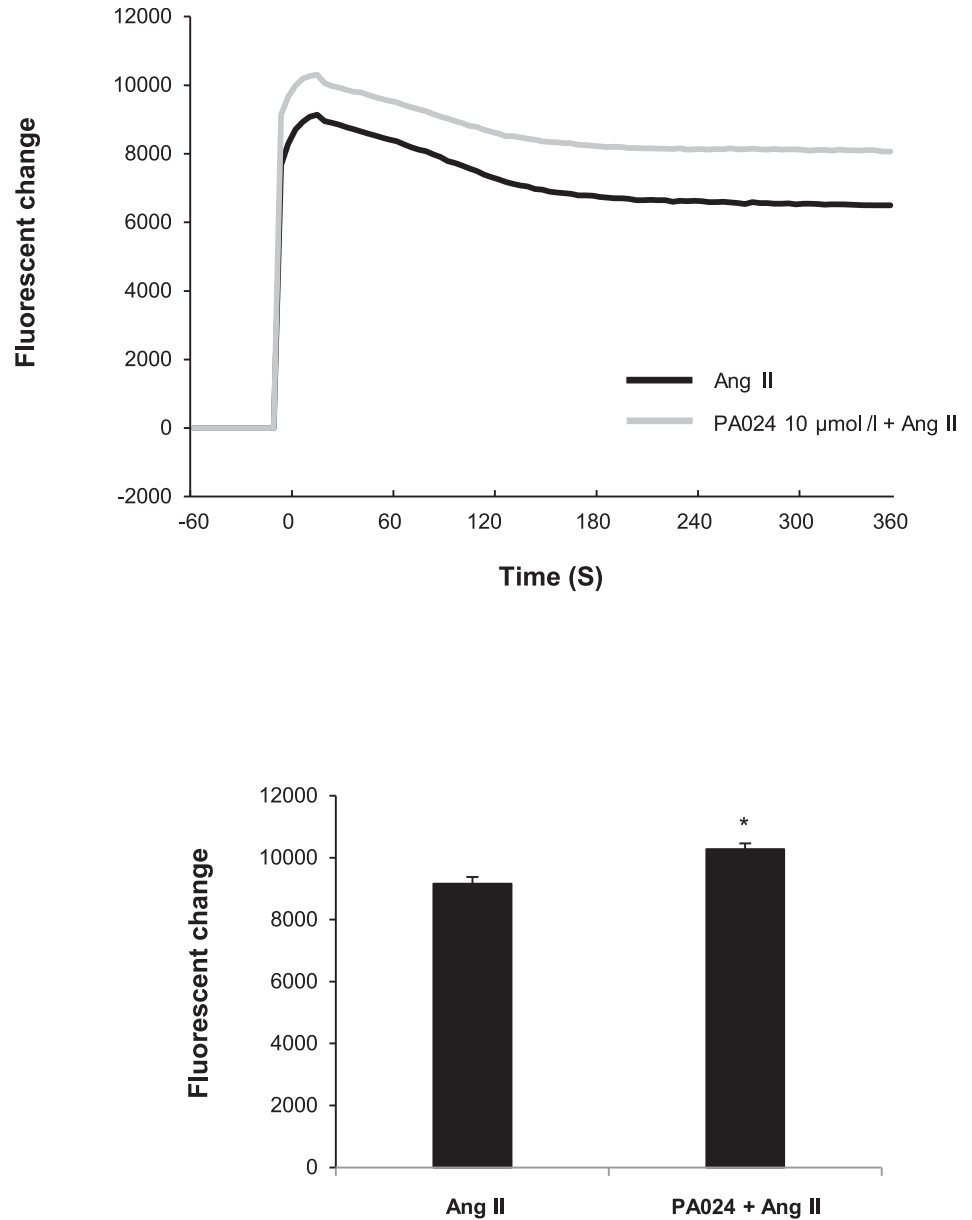 12000
10000
8000
6000
4000
2000
0
-2000
Fluorescent change
Ang II
PA024 10 µmol/l + Ang II
-60 0 60 120 180 240 300 360
Time (S)
12000
10000
8000
6000
4000
2000
0
Fluorescent change
*
Ang II PA024 + Ang II